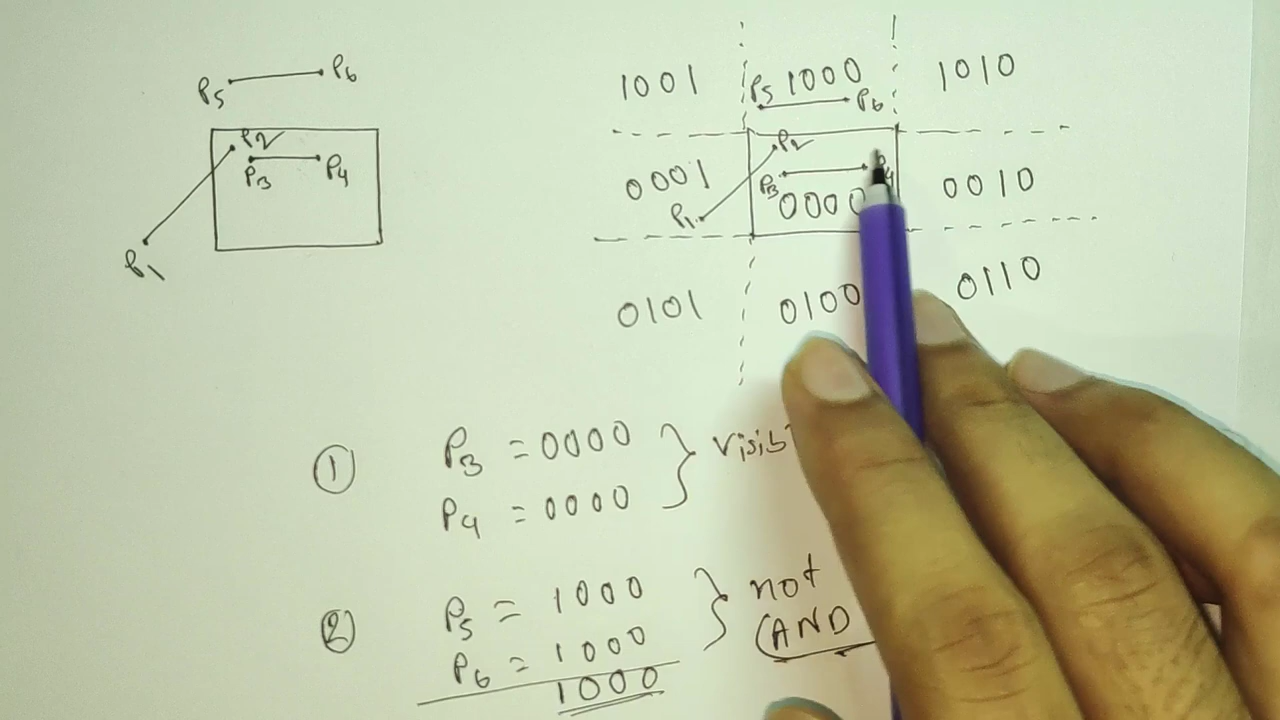 P5 P6
P2
P3 P4
P1
1001 1000 1010
P5 P6
P2
0001 P3 0010
P1 0000
0101 0100 0110
① P3 = 0000
P4 = 0000
② P5 = 1000 not
P6 = 1000 (AND
1000